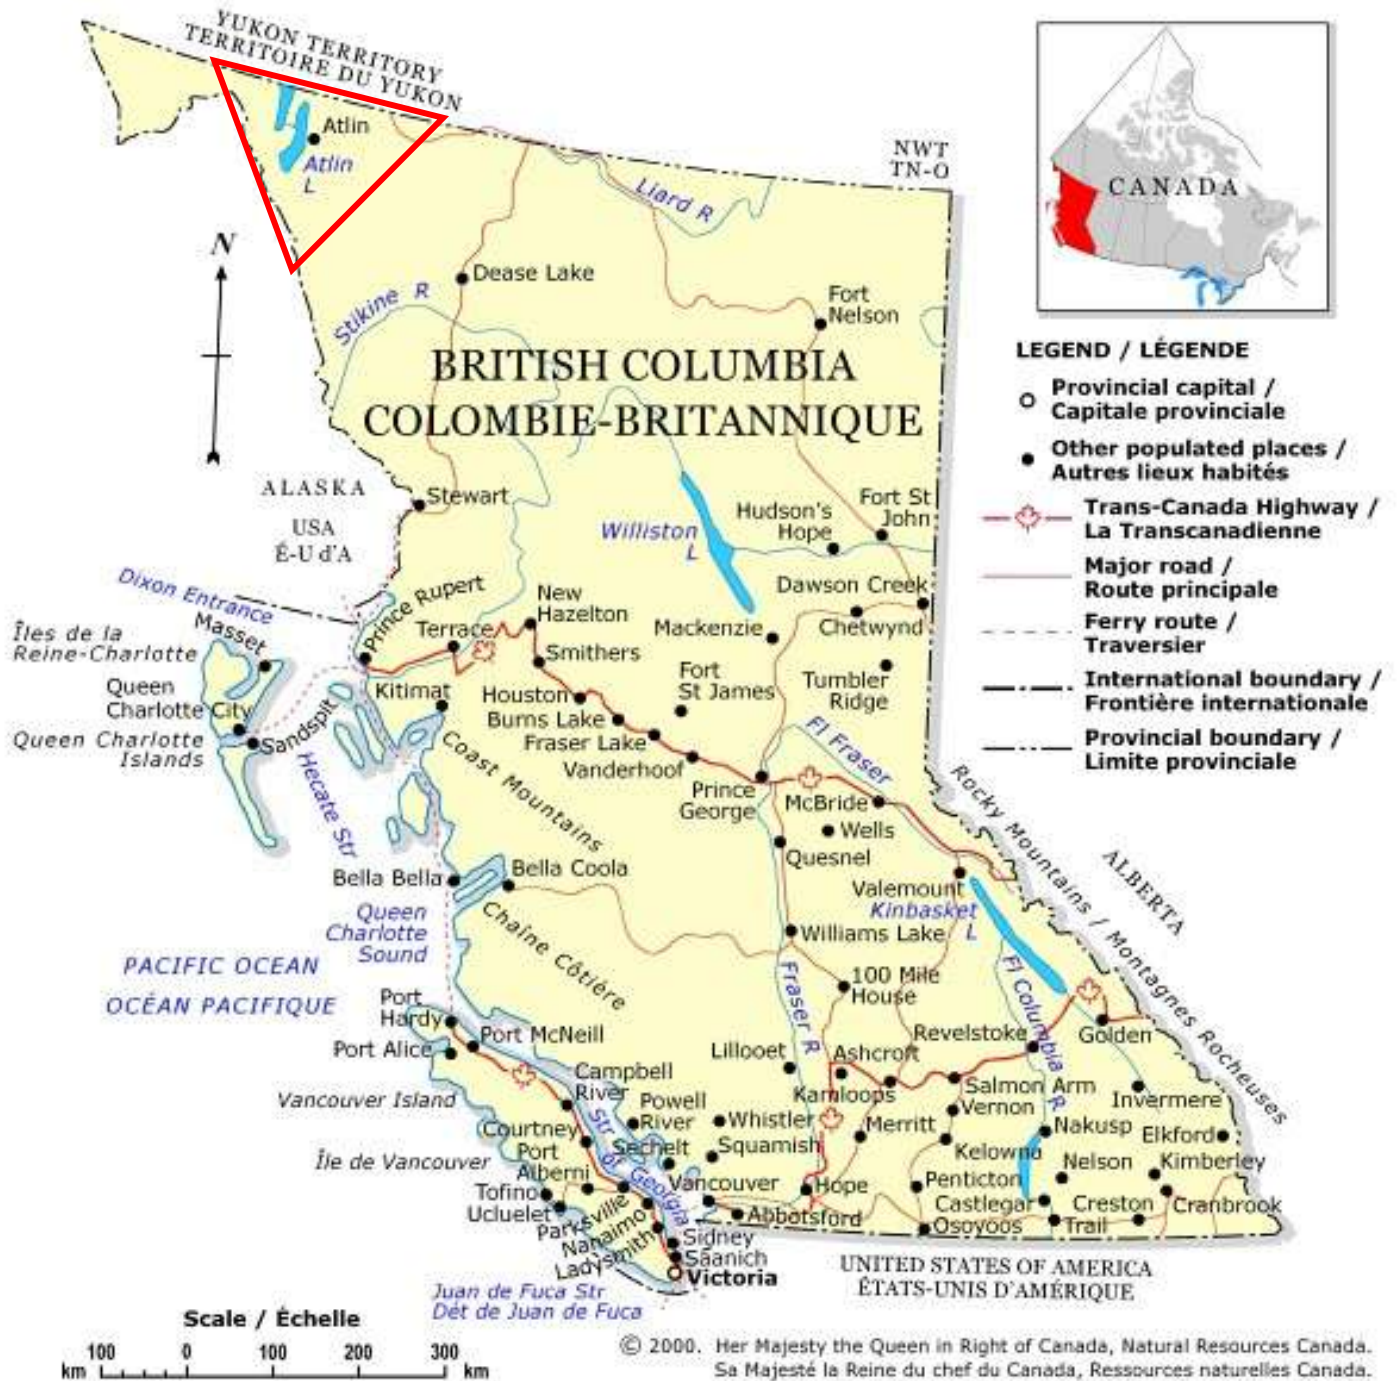 YUKON TERRITORY
TERRITOIRE DU YUKON
Atlin
Atlin
L
NWT
TN-O
Liard R
CANADA
N
Dease Lake
Stikine R
Fort
Nelson
BRITISH COLUMBIA
COLOMBIE-BRITANNIQUE
LEGEND / LÉGENDE
Provincial capital /
Capitale provinciale
Other populated places /
Autres lieux habités
Trans-Canada Highway /
La Transcanadienne
Major road /
Route principale
Ferry route /
Traversier
International boundary /
Frontière internationale
Provincial boundary /
Limite provinciale
ALASKA
USA
É-U d'A
Stewart
Williston
L
Hudson's
Hope
Fort St
John
Dawson Creek
Chetwynd
Dixon Entrance
Masset
Îles de la
Reine-Charlotte
Queen
Charlotte City
Queen Charlotte
Islands
Sandspit
Hecate Str
Prince Rupert
Terrace
New
Hazelton
Smithers
Kitimat
Houston
Burns Lake
Fraser Lake
Vanderhoof
Fort
St James
Mackenzie
Tumbler
Ridge
Prince
George
Fl Fraser
McBride
Wells
Quesnel
Valemount
Kinbasket
L
Rocky Mountains / Montagnes Rocheuses
ALBERTA
Coast Mountains
Bella Bella
Bella Coola
Chaîne Côtière
Queen
Charlotte
Sound
PACIFIC OCEAN
OCÉAN PACIFIQUE
Williams Lake
100 Mile
House
Fraser R
Fl Columbia R
Port
Hardy
Port McNeill
Port Alice
Vancouver Island
Île de Vancouver
Campbell
River
Courtney
Port
Alberni
Tofino
Ucluelet
Parksville
Nanaimo
Ladysmith
Str of Georgia
Powell
River
Sechelt
Whistler
Squamish
Vancouver
Lillooet
Ashcroft
Kamloops
Merritt
Hope
Abbotsford
Revelstoke
Golden
Salmon Arm
Vernon
Invermere
Nakusp
Elkford
Kelowna
Nelson
Kimberley
Penticton
Castlegar
Creston
Cranbrook
Osoyoos
Trail
Sidney
Saanich
Victoria
Juan de Fuca Str
Dét de Juan de Fuca
UNITED STATES OF AMERICA
ÉTATS-UNIS D'AMÉRIQUE
Scale / Échelle
100 0 100 200 300
km km
© 2000. Her Majesty the Queen in Right of Canada, Natural Resources Canada.
Sa Majesté la Reine du chef du Canada, Ressources naturelles Canada.